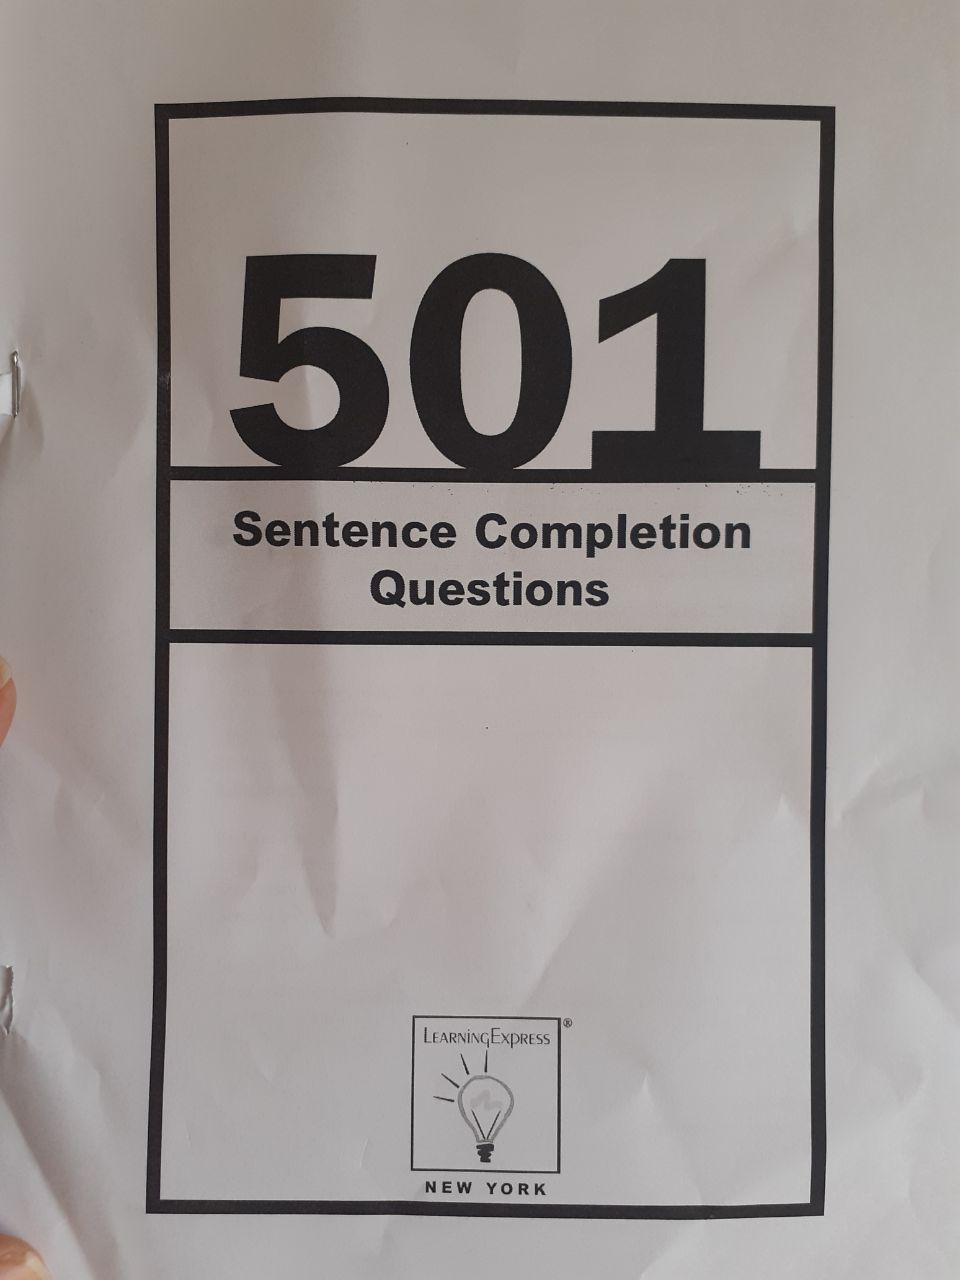 501
Sentence Completion
Questions
LearningExpress®
NEW YORK